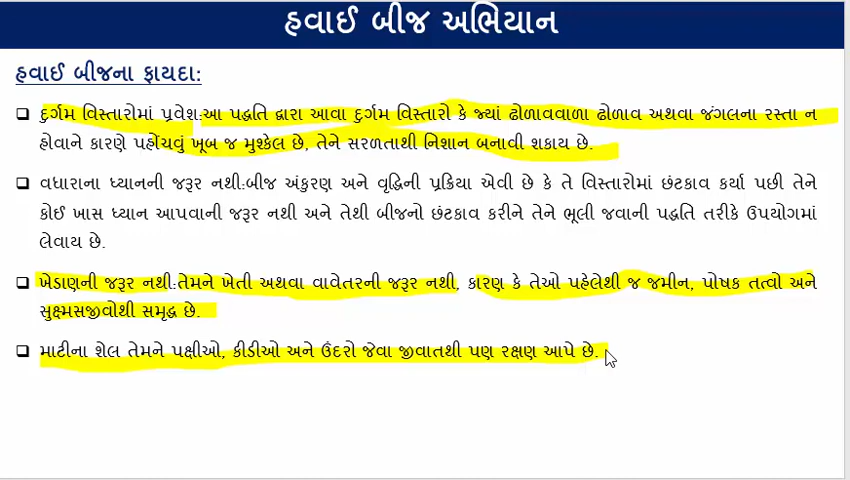 હવાઈ બીજ અભિયાન
હવાઈ બીજના ફાયદા:
❑ દુર્ગમ વિસ્તારોમાં પ્રવેશ:આ પદ્ધતિ દ્વારા આવા દુર્ગમ વિસ્તારો કે જ્યાં ઢોળાવવાળા ઢોળાવ અથવા જંગલના રસ્તા ન
હોવાને કારણે પહોંચવું ખૂબ જ મુશ્કેલ છે, તેને સરળતાથી નિશાન બનાવી શકાય છે.
❑ વધારાના ધ્યાનની જરૂર નથી:બીજ અંકુરણ અને વૃદ્ધિની પ્રક્રિયા એવી છે કે તે વિસ્તારોમાં છંટકાવ કર્યા પછી તેને
કોઈ ખાસ ધ્યાન આપવાની જરૂર નથી અને તેથી બીજનો છંટકાવ કરીને તેને ભૂલી જવાની પદ્ધતિ તરીકે ઉપયોગમાં
લેવાય છે.
❑ ખેડાણની જરૂર નથી:તેમને ખેતી અથવા વાવેતરની જરૂર નથી, કારણ કે તેઓ પહેલેથી જ જમીન, પોષક તત્વો અને
સુક્ષ્મસજીવોથી સમૃદ્ધ છે.
❑ માટીના શેલ તેમને પક્ષીઓ, કીડીઓ અને ઉંદરો જેવા જીવાતથી પણ રક્ષણ આપે છે.